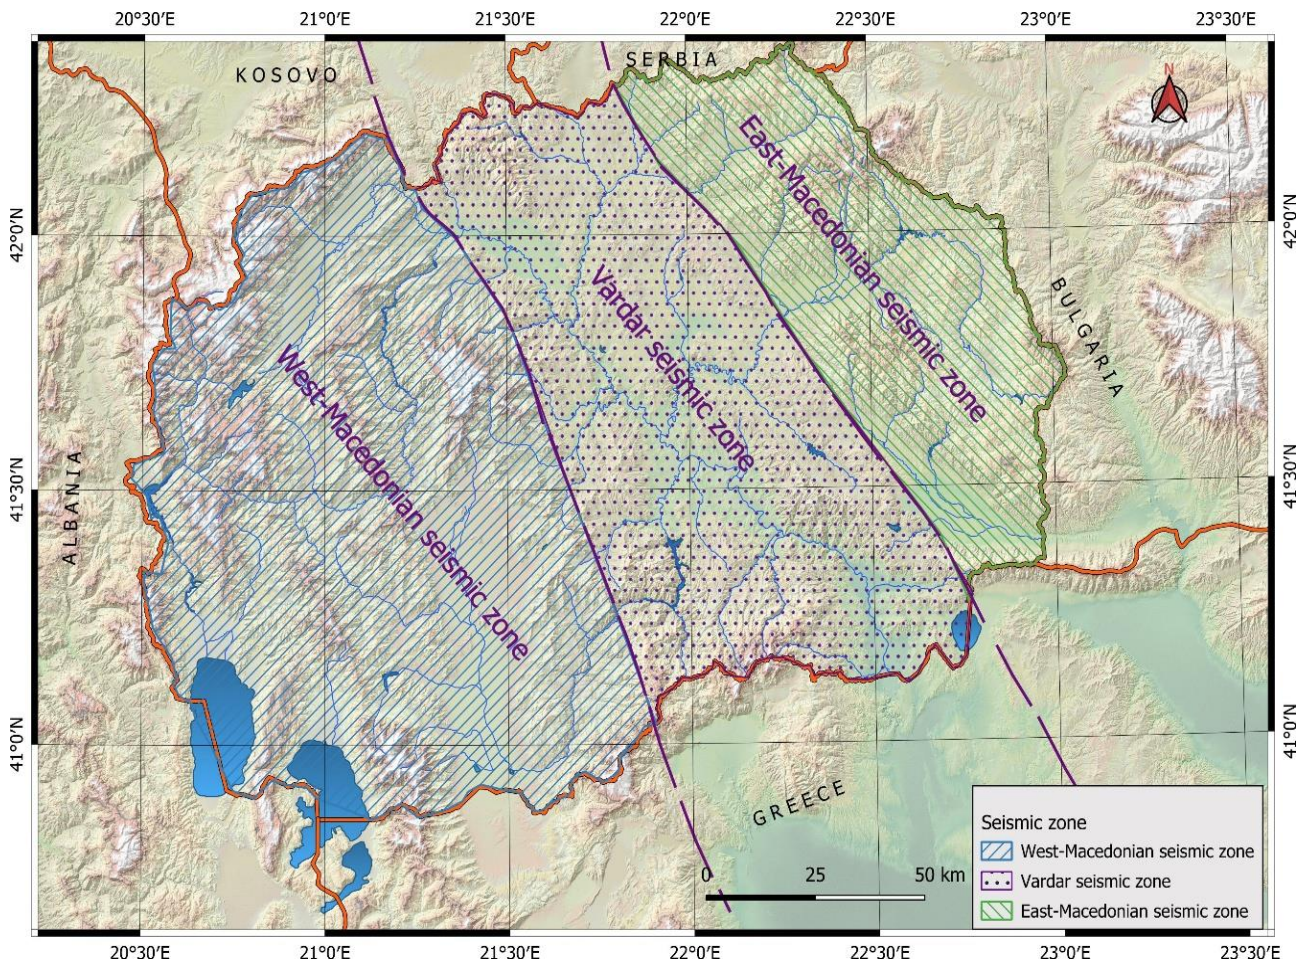 20°30'E 21°0'E 21°30'E 22°0'E 22°30'E 23°0'E 23°30'E
KOSOVO
SERBIA
N
East-Macedonian seismic zone
42°0'N
42°0'N
Vardar seismic zone
BULGARIA
West-Macedonian seismic zone
ALBANIA
41°30'N
41°30'N
41°0'N
41°0'N
GREECE
0 25 50 km
Seismic zone
West-Macedonian seismic zone
Vardar seismic zone
East-Macedonian seismic zone
20°30'E 21°0'E 21°30'E 22°0'E 22°30'E 23°0'E 23°30'E